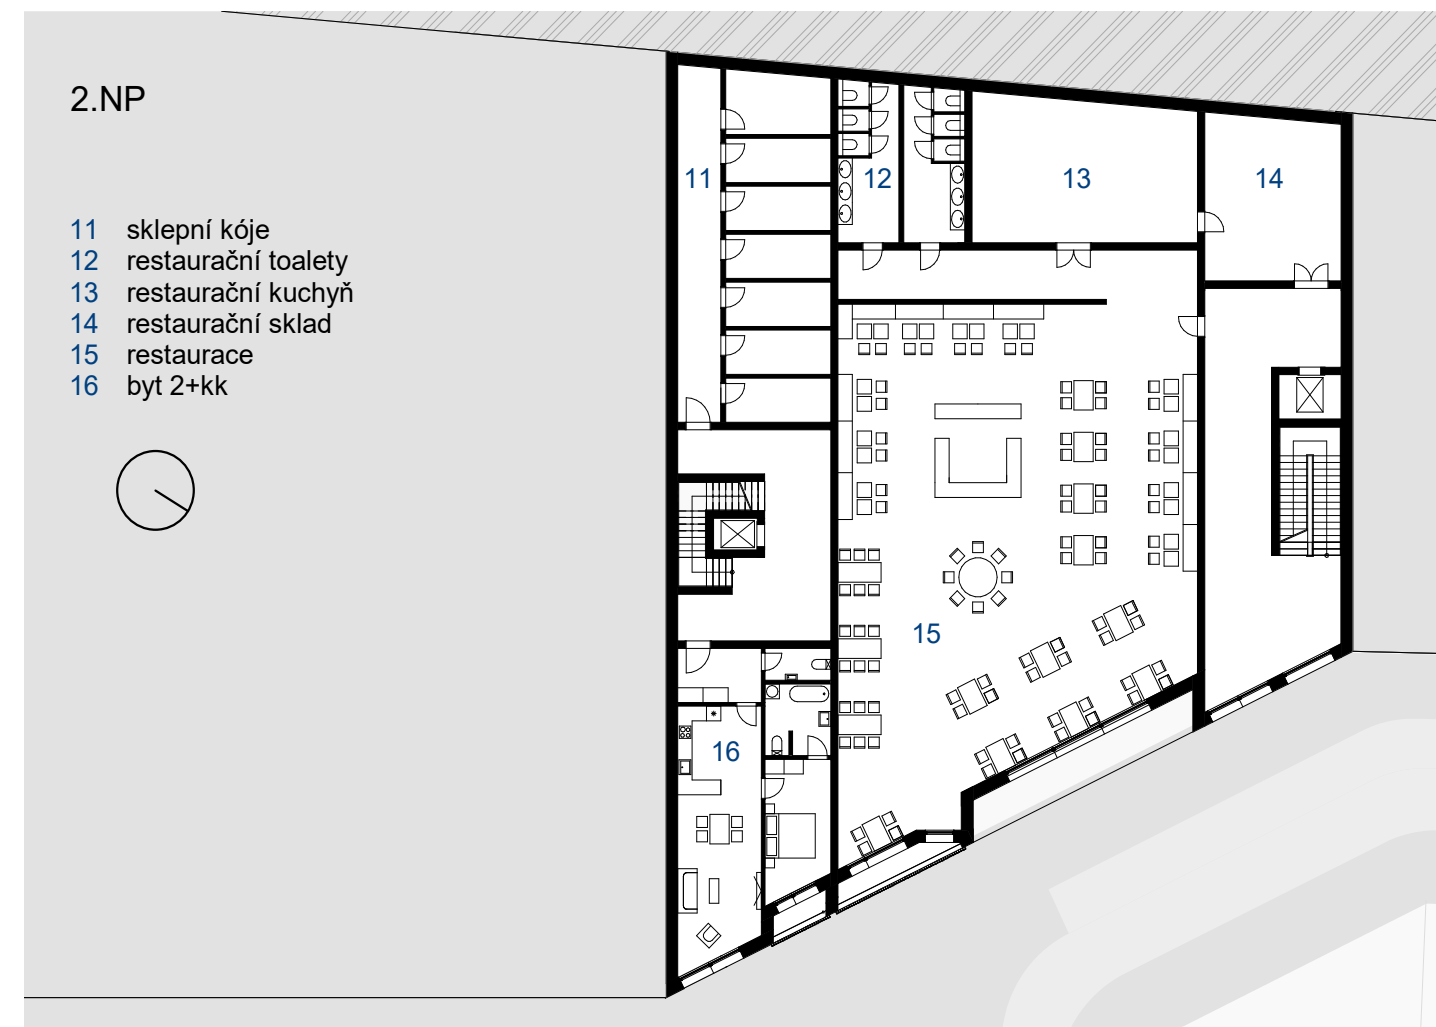 2.NP
11 sklepní kóje
12 restaurační toalety
13 restaurační kuchyň
14 restaurační sklad
15 restaurace
16 byt 2+kk
11
12
13
14
15
16